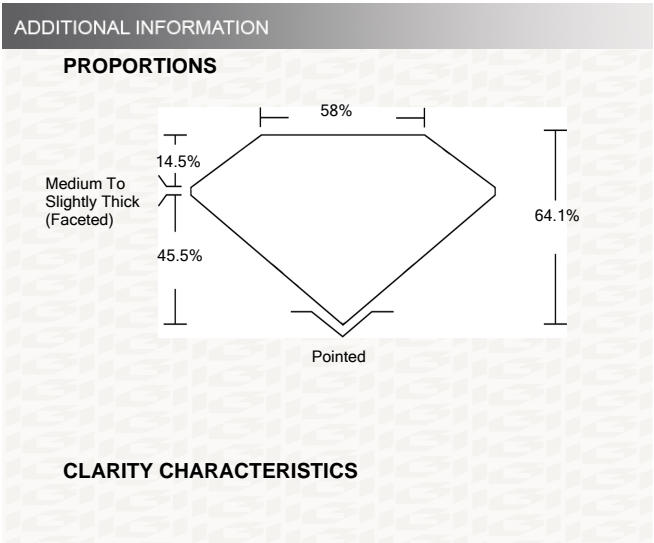 ADDITIONAL INFORMATION
PROPORTIONS
58%
14.5%
Medium To
Slightly Thick
(Faceted)
64.1%
45.5%
Pointed
CLARITY CHARACTERISTICS